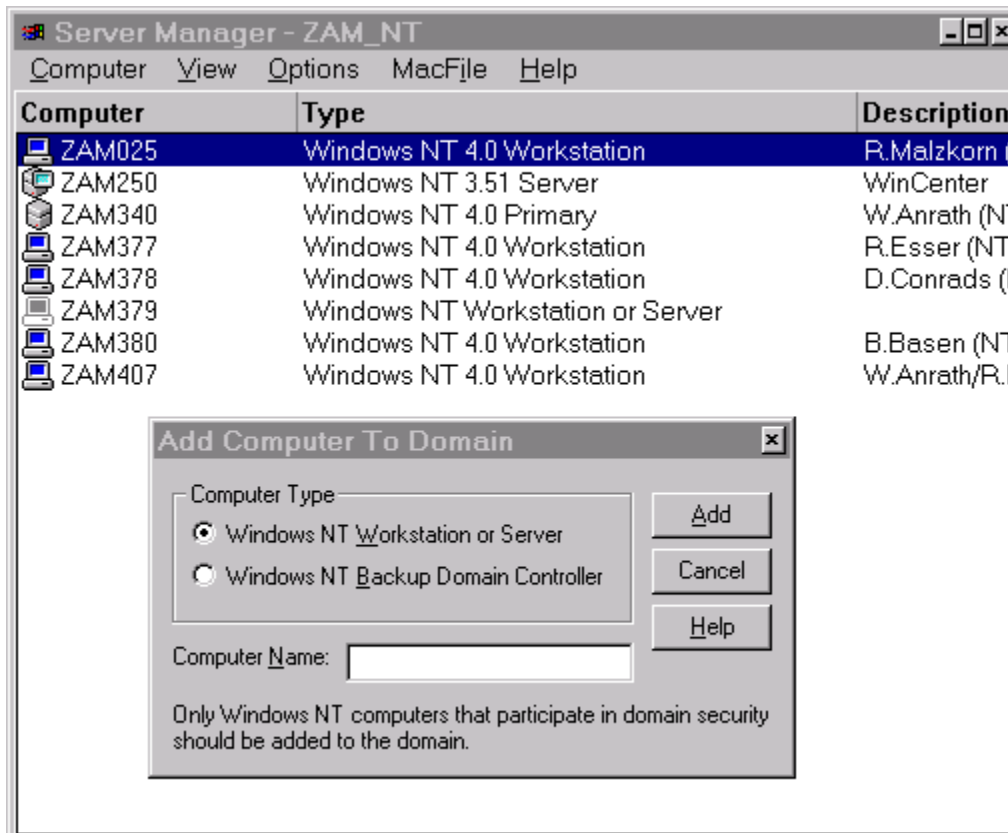 Server Manager - ZAM_NT
Computer View Options MacFile Help
Computer Type Description
ZAM025 Windows NT 4.0 Workstation R.Malzkorn
ZAM250 Windows NT 3.51 Server WinCenter
ZAM340 Windows NT 4.0 Primary W.Anrath (NT
ZAM377 Windows NT 4.0 Workstation R.Esser (NT
ZAM378 Windows NT 4.0 Workstation D.Conrads (
ZAM379 Windows NT Workstation or Server
ZAM380 Windows NT 4.0 Workstation B.Basen (NT
ZAM407 Windows NT 4.0 Workstation W.Anrath/R.
Add Computer To Domain
Computer Type
Windows NT Workstation or Server
Windows NT Backup Domain Controller
Add
Cancel
Help
Computer Name:
Only Windows NT computers that participate in domain security
should be added to the domain.